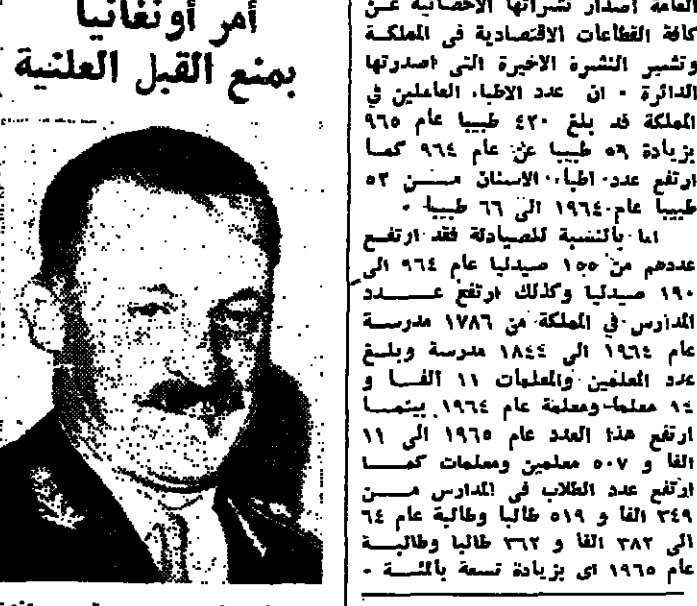 أمر أونغانيا
بمنع القبل العلنية
العامة اصدار نشراتها الاحصائية عن
كافة القطاعات الاقتصادية في المملكة
وتشير النشرة الاخيرة التي اصدرتها
الدائرة - ان عدد الاطباء العاملين في
المملكة قد بلغ ٤٣٠ طبيبا عام ٩٦٥
بزيادة ٥٩ طبيبا عن عام ٩٦٤ كما
ارتفع عدد اطباء الاسنان من ٥٣
طبيبا عام ١٩٦٤ الى ٦٦ طبيبا -
اما بالنسبة للصيادلة فقد ارتفع
عددهم من ١٥٥ صيدليا عام ٩٦٤ الى
١٩٠ صيدليا وكذلك ارتفع عدد
المدارس في المملكة من ١٧٨٦ مدرسة
عام ١٩٦٤ الى ١٨٤٤ مدرسة وبلغ
عدد المعلمين والمعلمات ١١ ألفا و
٩٤ معلما ومعلمة عام ١٩٦٤ بينما
ارتفع هذا العدد عام ١٩٦٥ الى ١١
الفا و ٥٠٧ معلمين ومعلمات كما
ارتفع عدد الطلاب في المدارس من
٣٤٩ الفا و ٥١٩ طالبا وطالبة عام ٦٤
الى ٣٨٢ الفا و ٣٦٢ طالبا وطالبة
عام ١٩٦٥ اى بزيادة تسعة بالمئة -